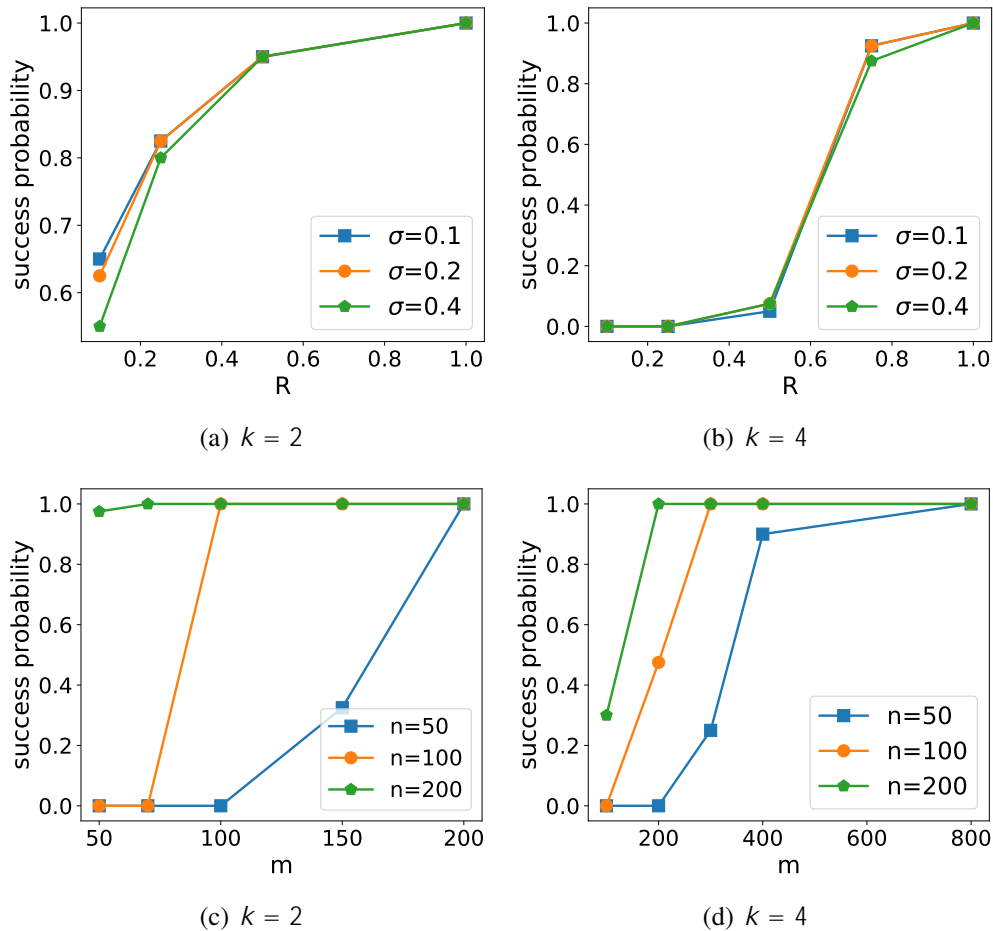 success probability
1.0
0.9
0.8
0.7
0.6
σ=0.1
σ=0.2
σ=0.4
0.2 0.4 0.6 0.8 1.0
R
(a) k = 2
success probability
1.0
0.8
0.6
0.4
0.2
0.0
σ=0.1
σ=0.2
σ=0.4
0.2 0.4 0.6 0.8 1.0
R
(b) k = 4
success probability
1.0
0.8
0.6
0.4
0.2
0.0
n=50
n=100
n=200
50 100 150 200
m
(c) k = 2
success probability
1.0
0.8
0.6
0.4
0.2
0.0
n=50
n=100
n=200
200 400 600 800
m
(d) k = 4